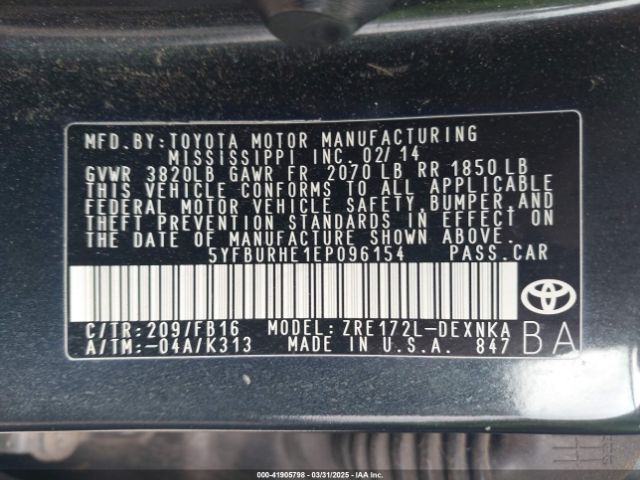 MFD.BY:TOYOTA MOTOR MANUFACTURING
MISSISSIPPI INC. 02/14
GVWR 3820LB GAWR FR 2070 LB RR 1850 LB
THIS VEHICLE CONFORMS TO ALL APPLICABLE
FEDERAL MOTOR VEHICLE SAFETY,BUMPER,AND
THEFT PREVENTION STANDARDS IN EFFECT ON
THE DATE OF MANUFACTURE SHOWN ABOVE.
5YFBURHE1EP096154 PASS.CAR
C/TR:209/FB16 MODEL:ZRE172L-DEXNKA
A/TM:-04A/K313 MADE IN U.S.A. 847
BA
000-41905798 - 03/31/2025 - IAA Inc.